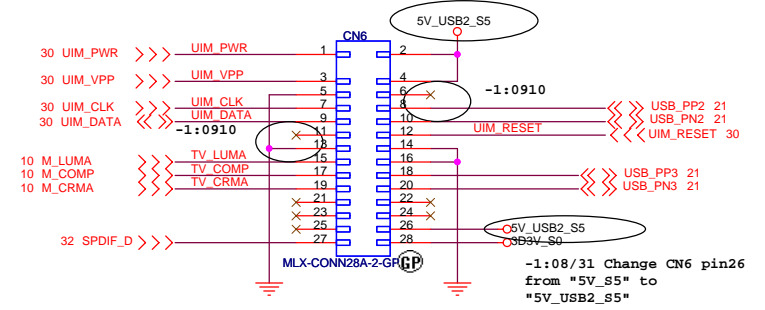 5V_USB2_S5
CN6
30 UIM_PWR UIM_PWR 1 2
30 UIM_VPP UIM_VPP 3 4
5 6 -1:0910
30 UIM_CLK UIM_CLK 7 8 USB_PP2 21
30 UIM_DATA UIM_DATA 9 10 USB_PN2 21
-1:0910 11 12 UIM_RESET UIM_RESET 30
13 14
10 M_LUMA TV_LUMA 15 16
10 M_COMP TV_COMP 17 18 USB_PP3 21
10 M_CRMA TV_CRMA 19 20 USB_PN3 21
21 22
23 24
25 26 5V_USB2_S5
32 SPDIF_D 27 28 3D3V_S0
MLX-CONN28A-2-GP GP
-1:08/31 Change CN6 pin26
from "5V_S5" to
"5V_USB2_S5"